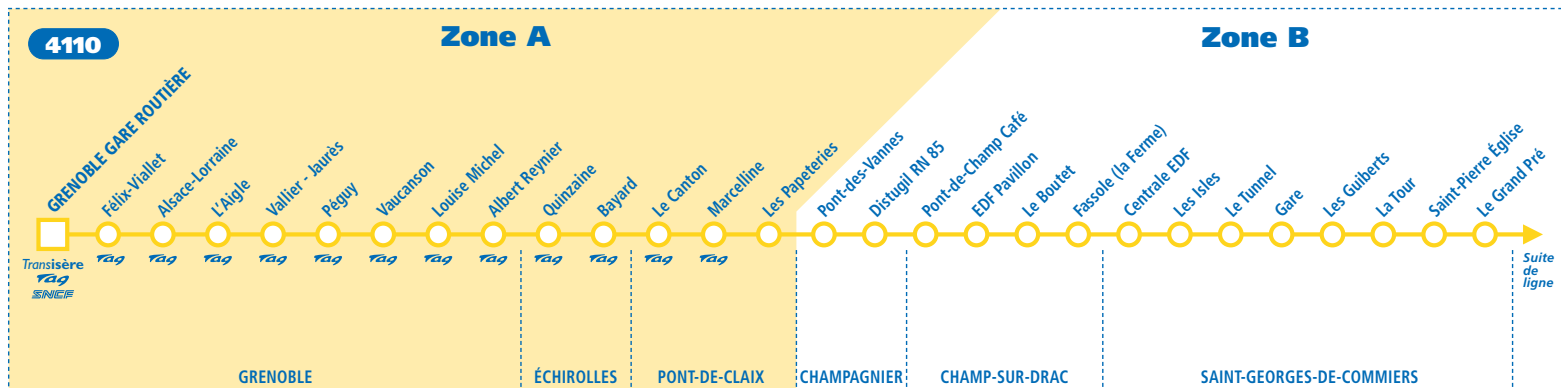 4110
Zone A
Zone B
GRENOBLE GARE ROUTIÈRE
Félix-Viallet
Alsace-Lorraine
L'Aigle
Vallier - Jaurès
Péguy
Vaucanson
Louise Michel
Albert Reynier
Quinzaine
Bayard
Le Canton
Marcelline
Les Papeteries
Pont-des-Vannes
Distugil RN 85
Pont-de-Champ Café
EDF Pavillon
Le Boutet
Fassole (la Ferme)
Centrale EDF
Les Isles
Le Tunnel
Gare
Les Guiberts
La Tour
Saint-Pierre Église
Le Grand Pré
Transisère
Tag
SNCF
Tag
Tag
Tag
Tag
Tag
Tag
Tag
Tag
Tag
Tag
Tag
Tag
Suite
de
ligne
GRENOBLE
ÉCHIROLLES
PONT-DE-CLAIX
CHAMPAGNIER
CHAMP-SUR-DRAC
SAINT-GEORGES-DE-COMMIERS